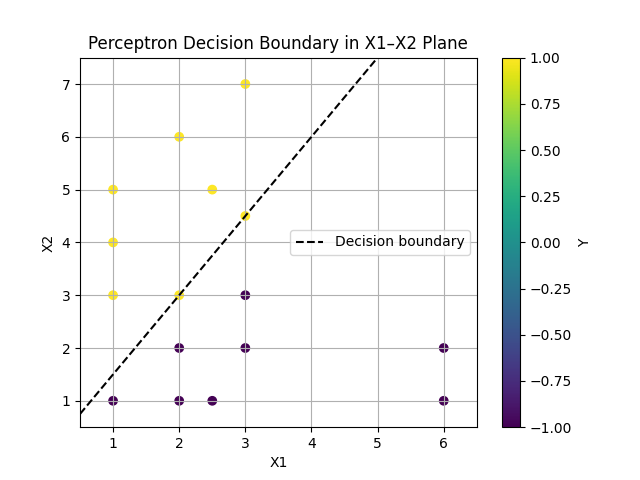 Perceptron Decision Boundary in X1–X2 Plane
7
6
5
4
3
2
1
X2
Decision boundary
1 2 3 4 5 6
X1
1.00
0.75
0.50
0.25
0.00
−0.25
−0.50
−0.75
−1.00
Y